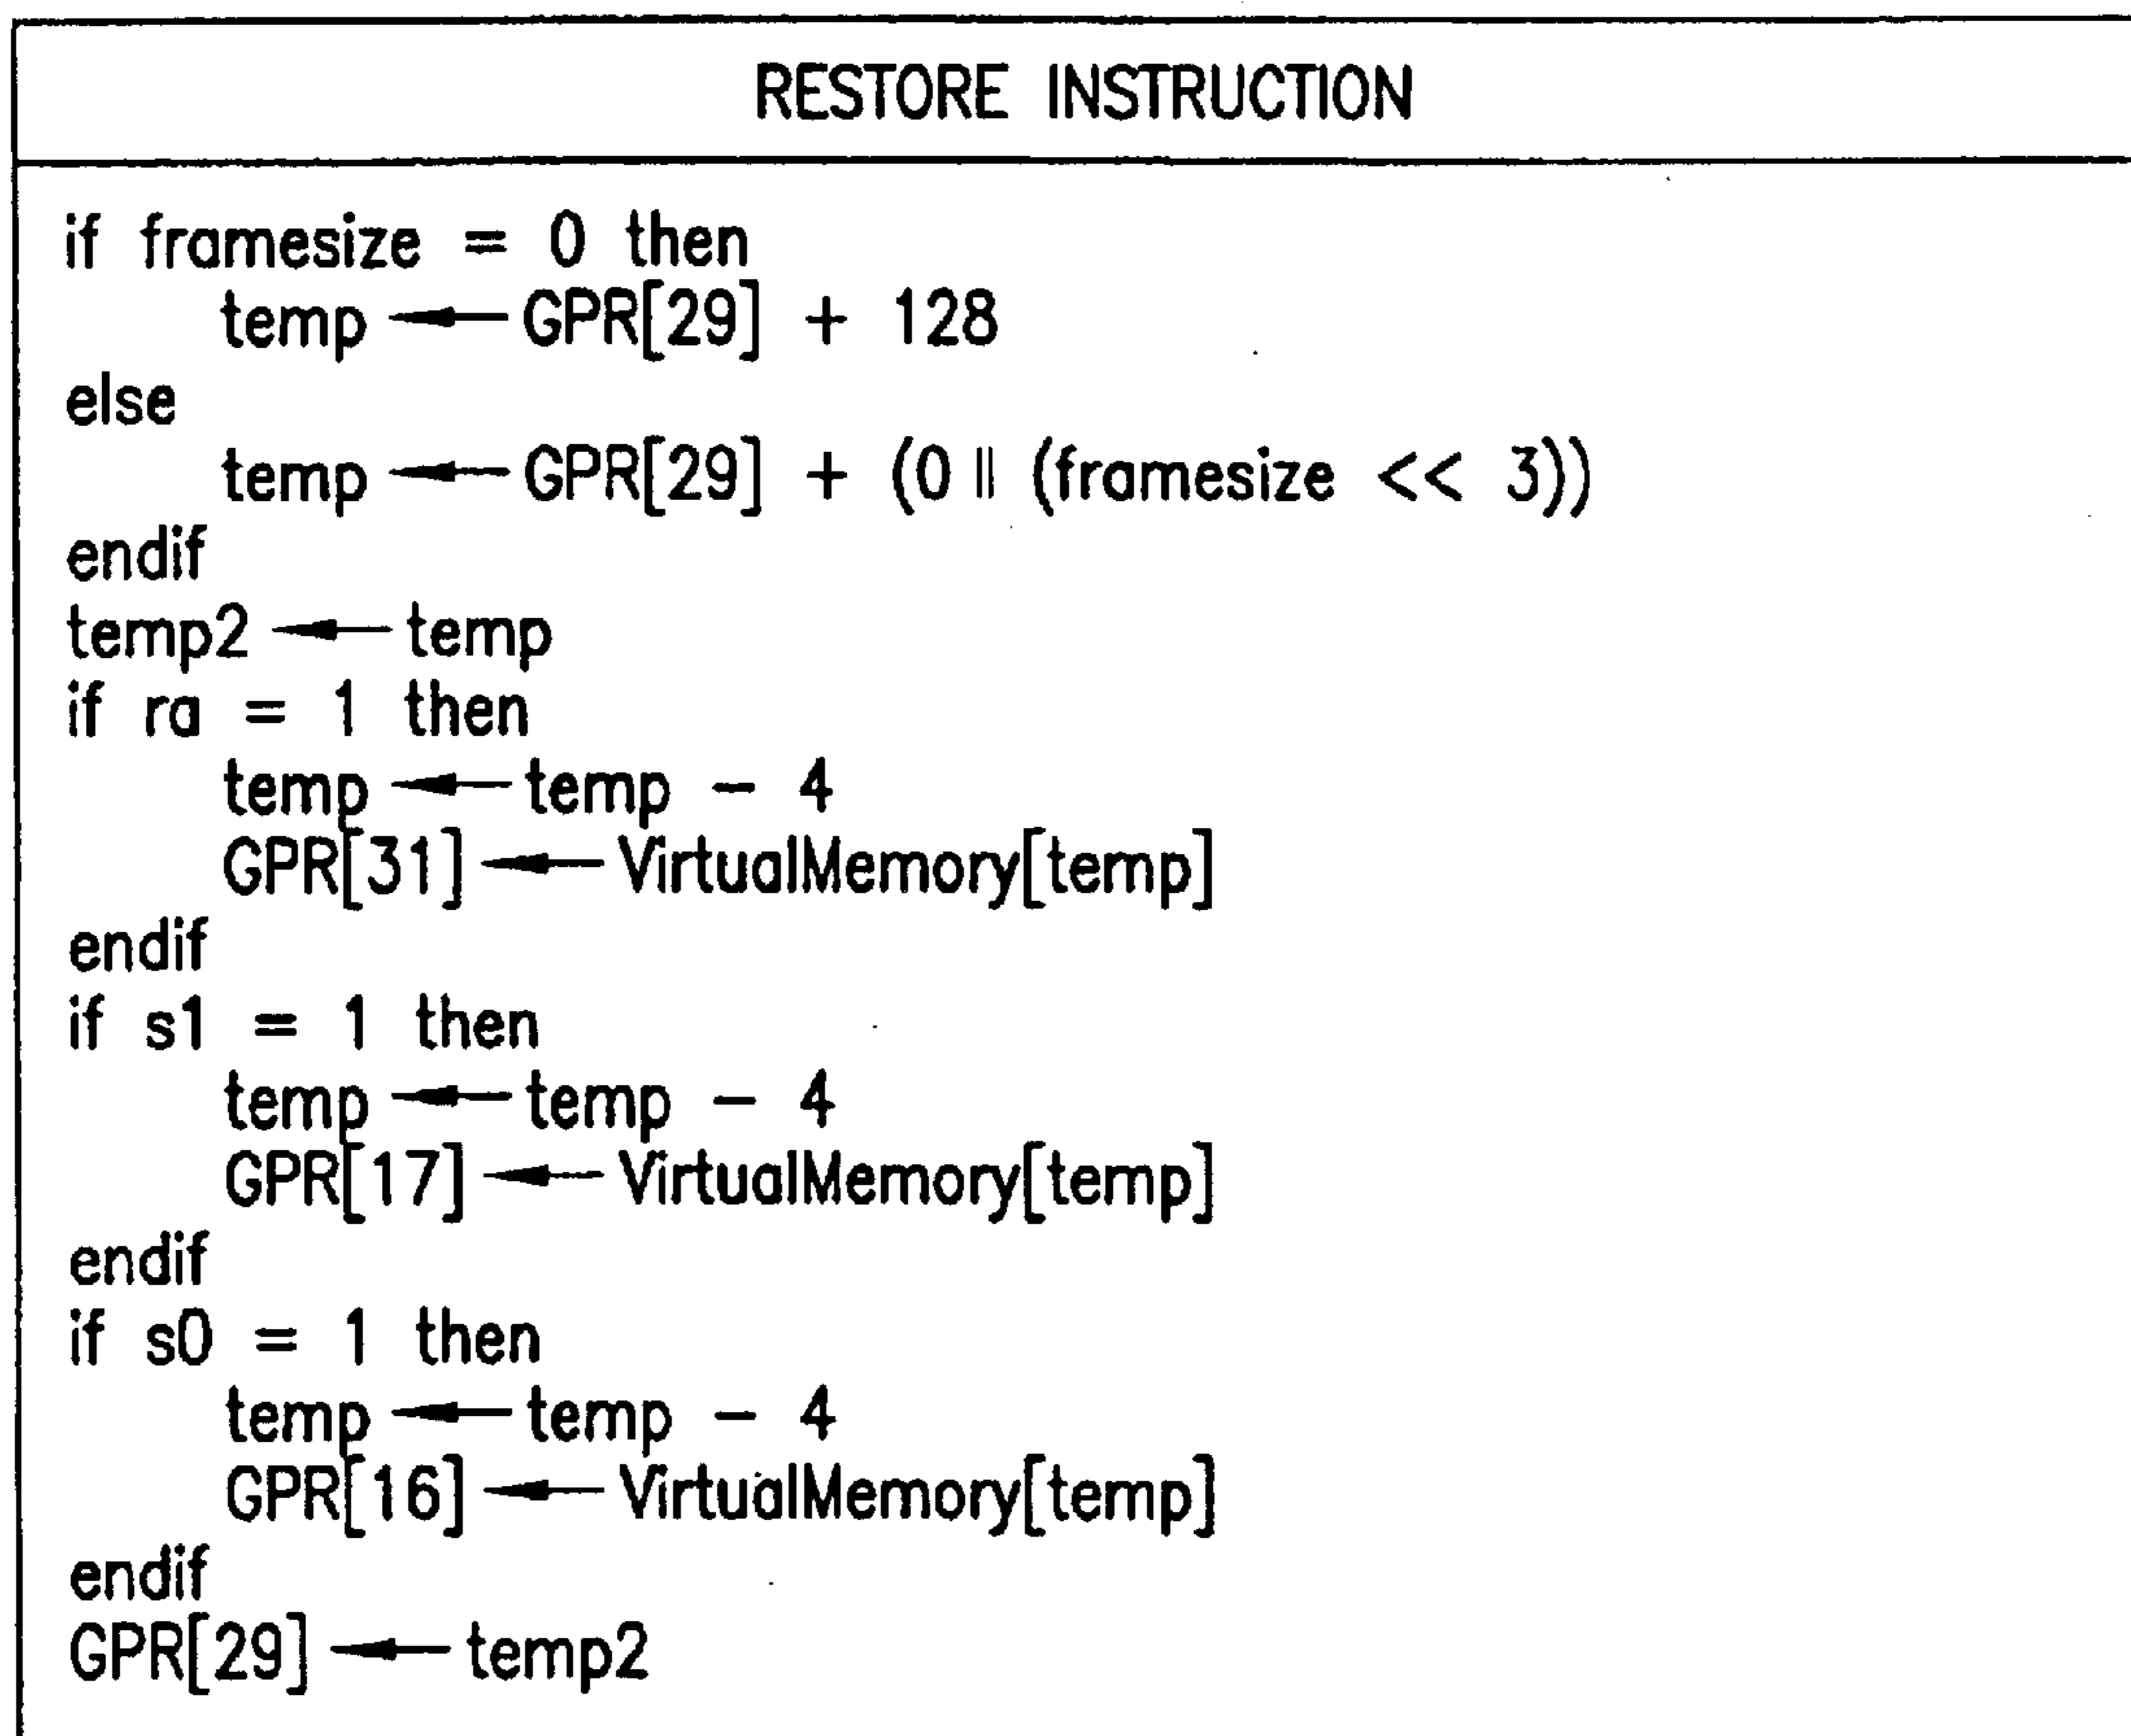 RESTORE INSTRUCTION
if framesize = 0 then
temp ← GPR[29] + 128
else
temp ← GPR[29] + (0 || (framesize << 3))
endif
temp2 ← temp
if ra = 1 then
temp ← temp - 4
GPR[31] ← VirtualMemory[temp]
endif
if s1 = 1 then
temp ← temp - 4
GPR[17] ← VirtualMemory[temp]
endif
if s0 = 1 then
temp ← temp - 4
GPR[16] ← VirtualMemory[temp]
endif
GPR[29] ← temp2